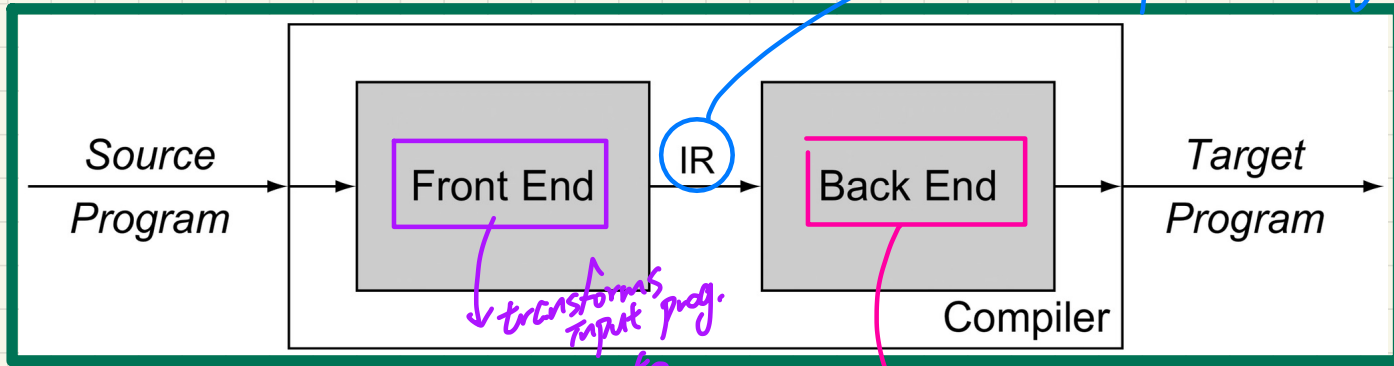 Source
Program
Front End
IR
Back End
Target
Program
Compiler
transforms
input prog.